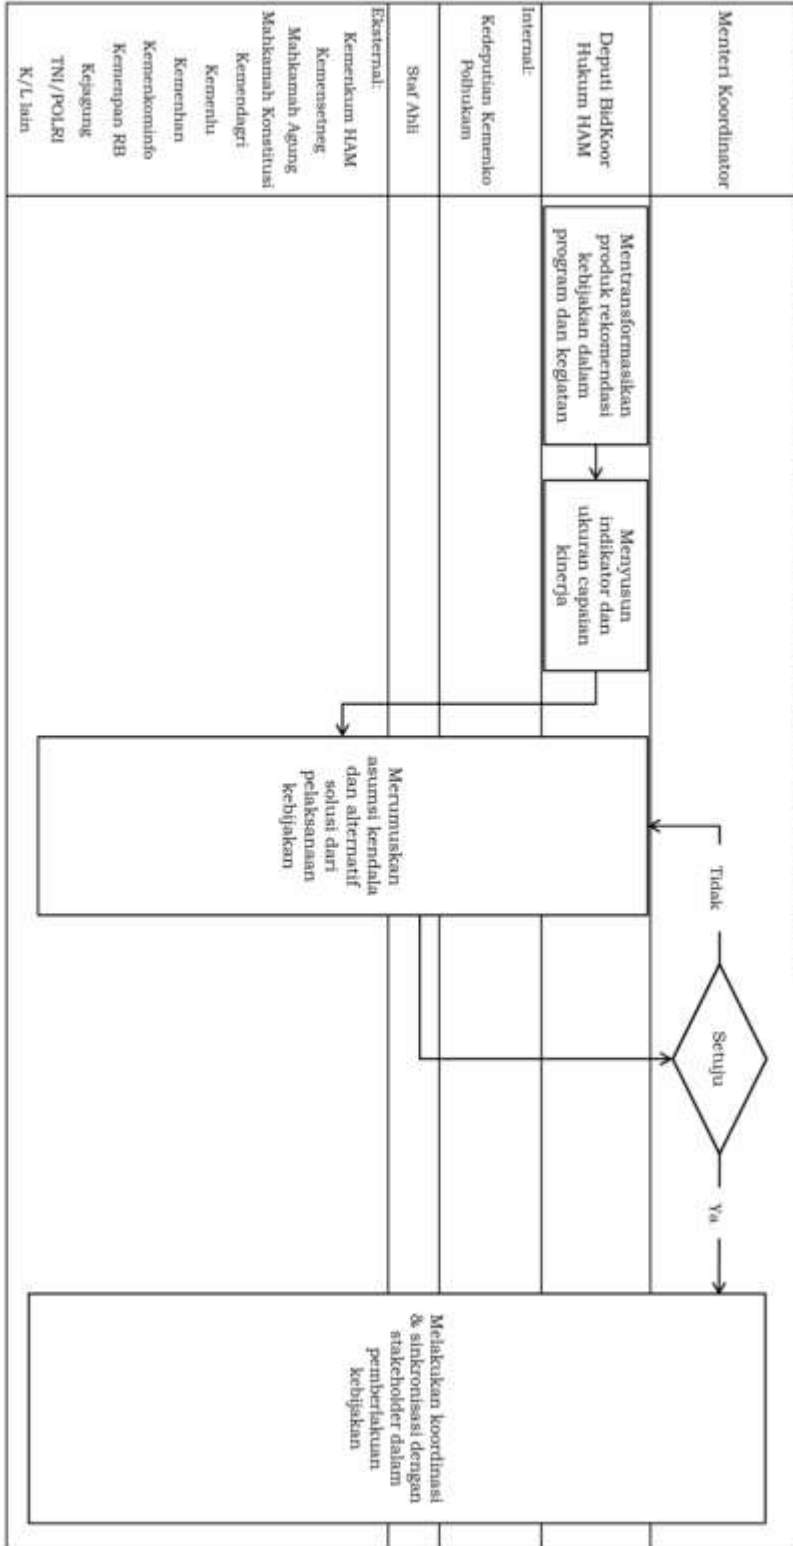 Menteri Koordinator
Deputi BidKoor
Hukum HAM
Internal:
Kedeputian Kemenko
Polhukam
Staf Ahli
Eksternal:
Kemenkum HAM
Kemensetneg
Mahkamah Agung
Mahkamah Konstitusi
Kemendagri
Kemenlu
Kemenhan
Kemenkominfo
Kemenpan RB
Kejagung
TNI/POLRI
K/L lain
Mentransformasikan
produk rekomendasi
kebijakan dalam
program dan kegiatan
Menyusun
indikator dan
ukuran capaian
kinerja
Merumuskan
asumsi kendala
dan alternatif
solusi dari
pelaksanaan
kebijakan
Tidak
Setuju
Ya
Melakukan koordinasi
& sinkronisasi dengan
stakeholder dalam
pemberlakuan
kebijakan